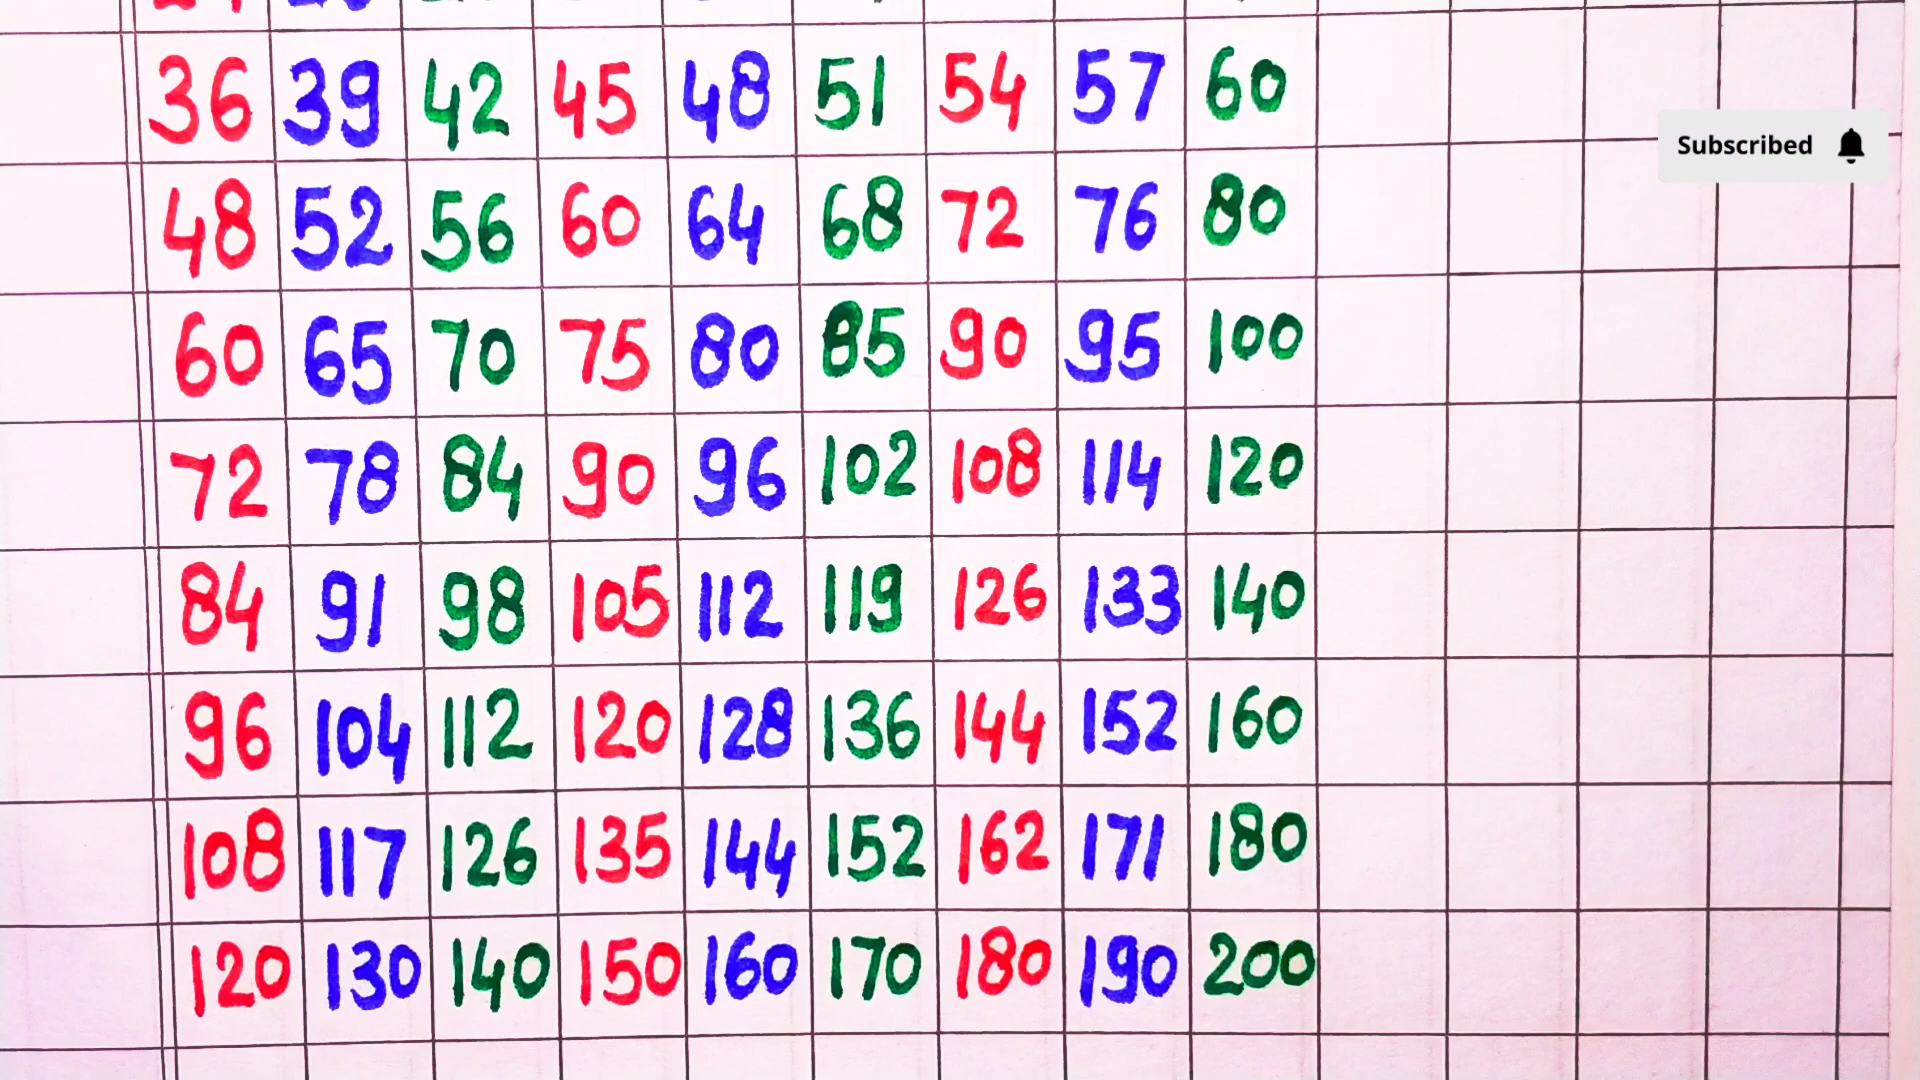 36 39 42 45 48 51 54 57 60
Subscribed
48 52 56 60 64 68 72 76 80
60 65 70 75 80 85 90 95 100
72 78 84 90 96 102 108 114 120
84 91 98 105 112 119 126 133 140
96 104 112 120 128 136 144 152 160
108 117 126 135 144 152 162 171 180
120 130 140 150 160 170 180 190 200